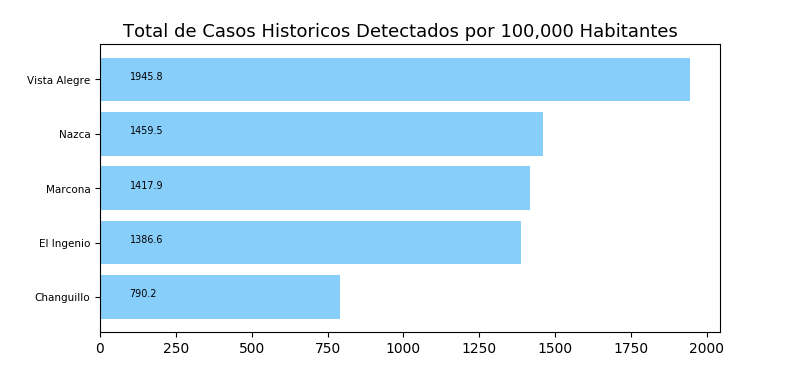 Total de Casos Historicos Detectados por 100,000 Habitantes
Vista Alegre 1945.8
Nazca 1459.5
Marcona 1417.9
El Ingenio 1386.6
Changuillo 790.2
0 250 500 750 1000 1250 1500 1750 2000